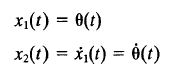 x₁(t) = θ(t)
x₂(t) = ẋ₁(t) = θ̇(t)